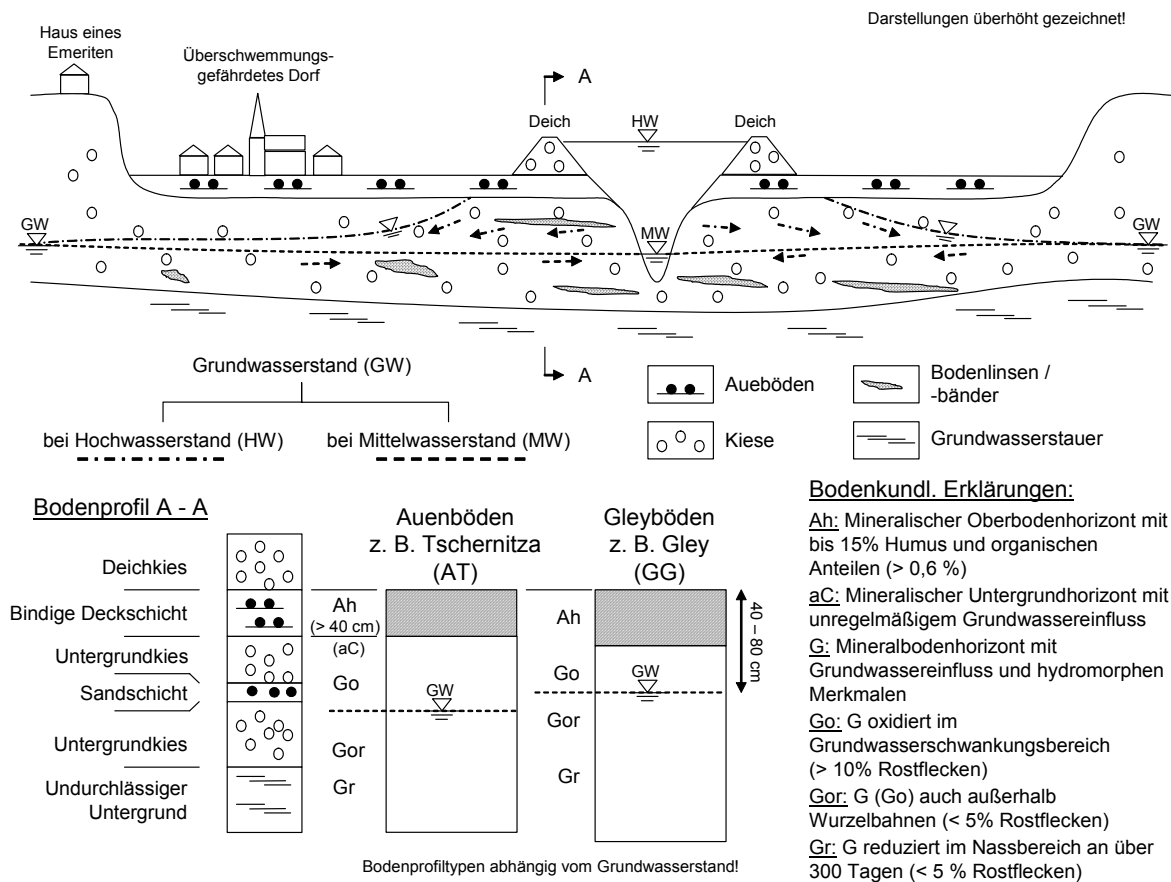 Darstellungen überhöht gezeichnet!
Haus eines
Emeriten
Überschwemmungs-
gefährdetes Dorf
A
Deich
HW
Deich
GW
MW
GW
A
Grundwasserstand (GW)
bei Hochwasserstand (HW)
bei Mittelwasserstand (MW)
Aueböden
Bodenlinsen /
-bänder
Kiese
Grundwasserstauer
Bodenprofil A - A
Deichkies
Bindige Deckschicht
Untergrundkies
Sandschicht
Untergrundkies
Undurchlässiger
Untergrund
Auenböden
z. B. Tschernitza
(AT)
Ah
(> 40 cm)
(aC)
Go
GW
Gor
Gr
Gleyböden
z. B. Gley
(GG)
Ah
Go
GW
Gor
Gr
40 – 80 cm
Bodenprofiltypen abhängig vom Grundwasserstand!
Bodenkundl. Erklärungen:
Ah: Mineralischer Oberbodenhorizont mit
bis 15% Humus und organischen
Anteilen (> 0,6 %)
aC: Mineralischer Untergrundhorizont mit
unregelmäßigem Grundwassereinfluss
G: Mineralbodenhorizont mit
Grundwassereinfluss und hydromorphen
Merkmalen
Go: G oxidiert im
Grundwasserschwankungsbereich
(> 10% Rostflecken)
Gor: G (Go) auch außerhalb
Wurzelbahnen (< 5% Rostflecken)
Gr: G reduziert im Nassbereich an über
300 Tagen (< 5 % Rostflecken)